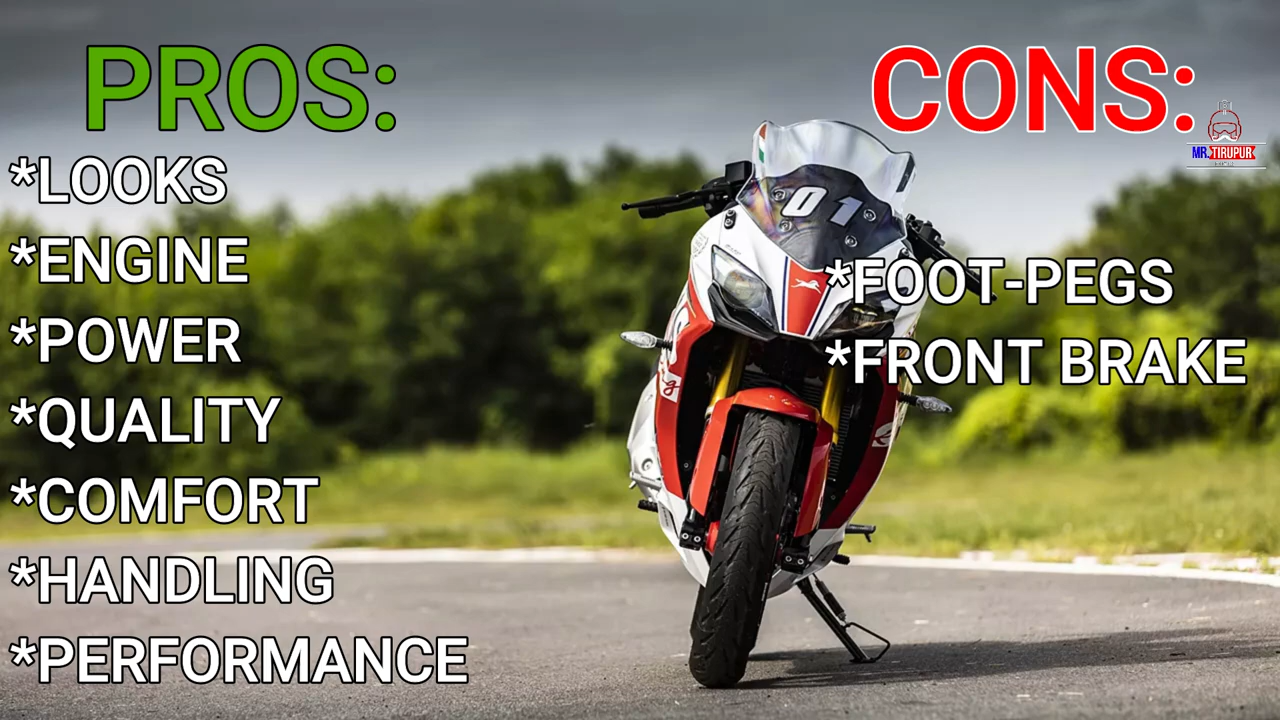 PROS:
*LOOKS
*ENGINE
*POWER
*QUALITY
*COMFORT
*HANDLING
*PERFORMANCE
CONS:
MR.TIRUPUR
*FOOT-PEGS
*FRONT BRAKE
01